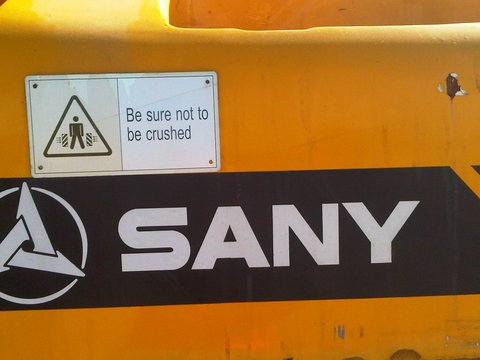 Be sure not to
be crushed
SANY